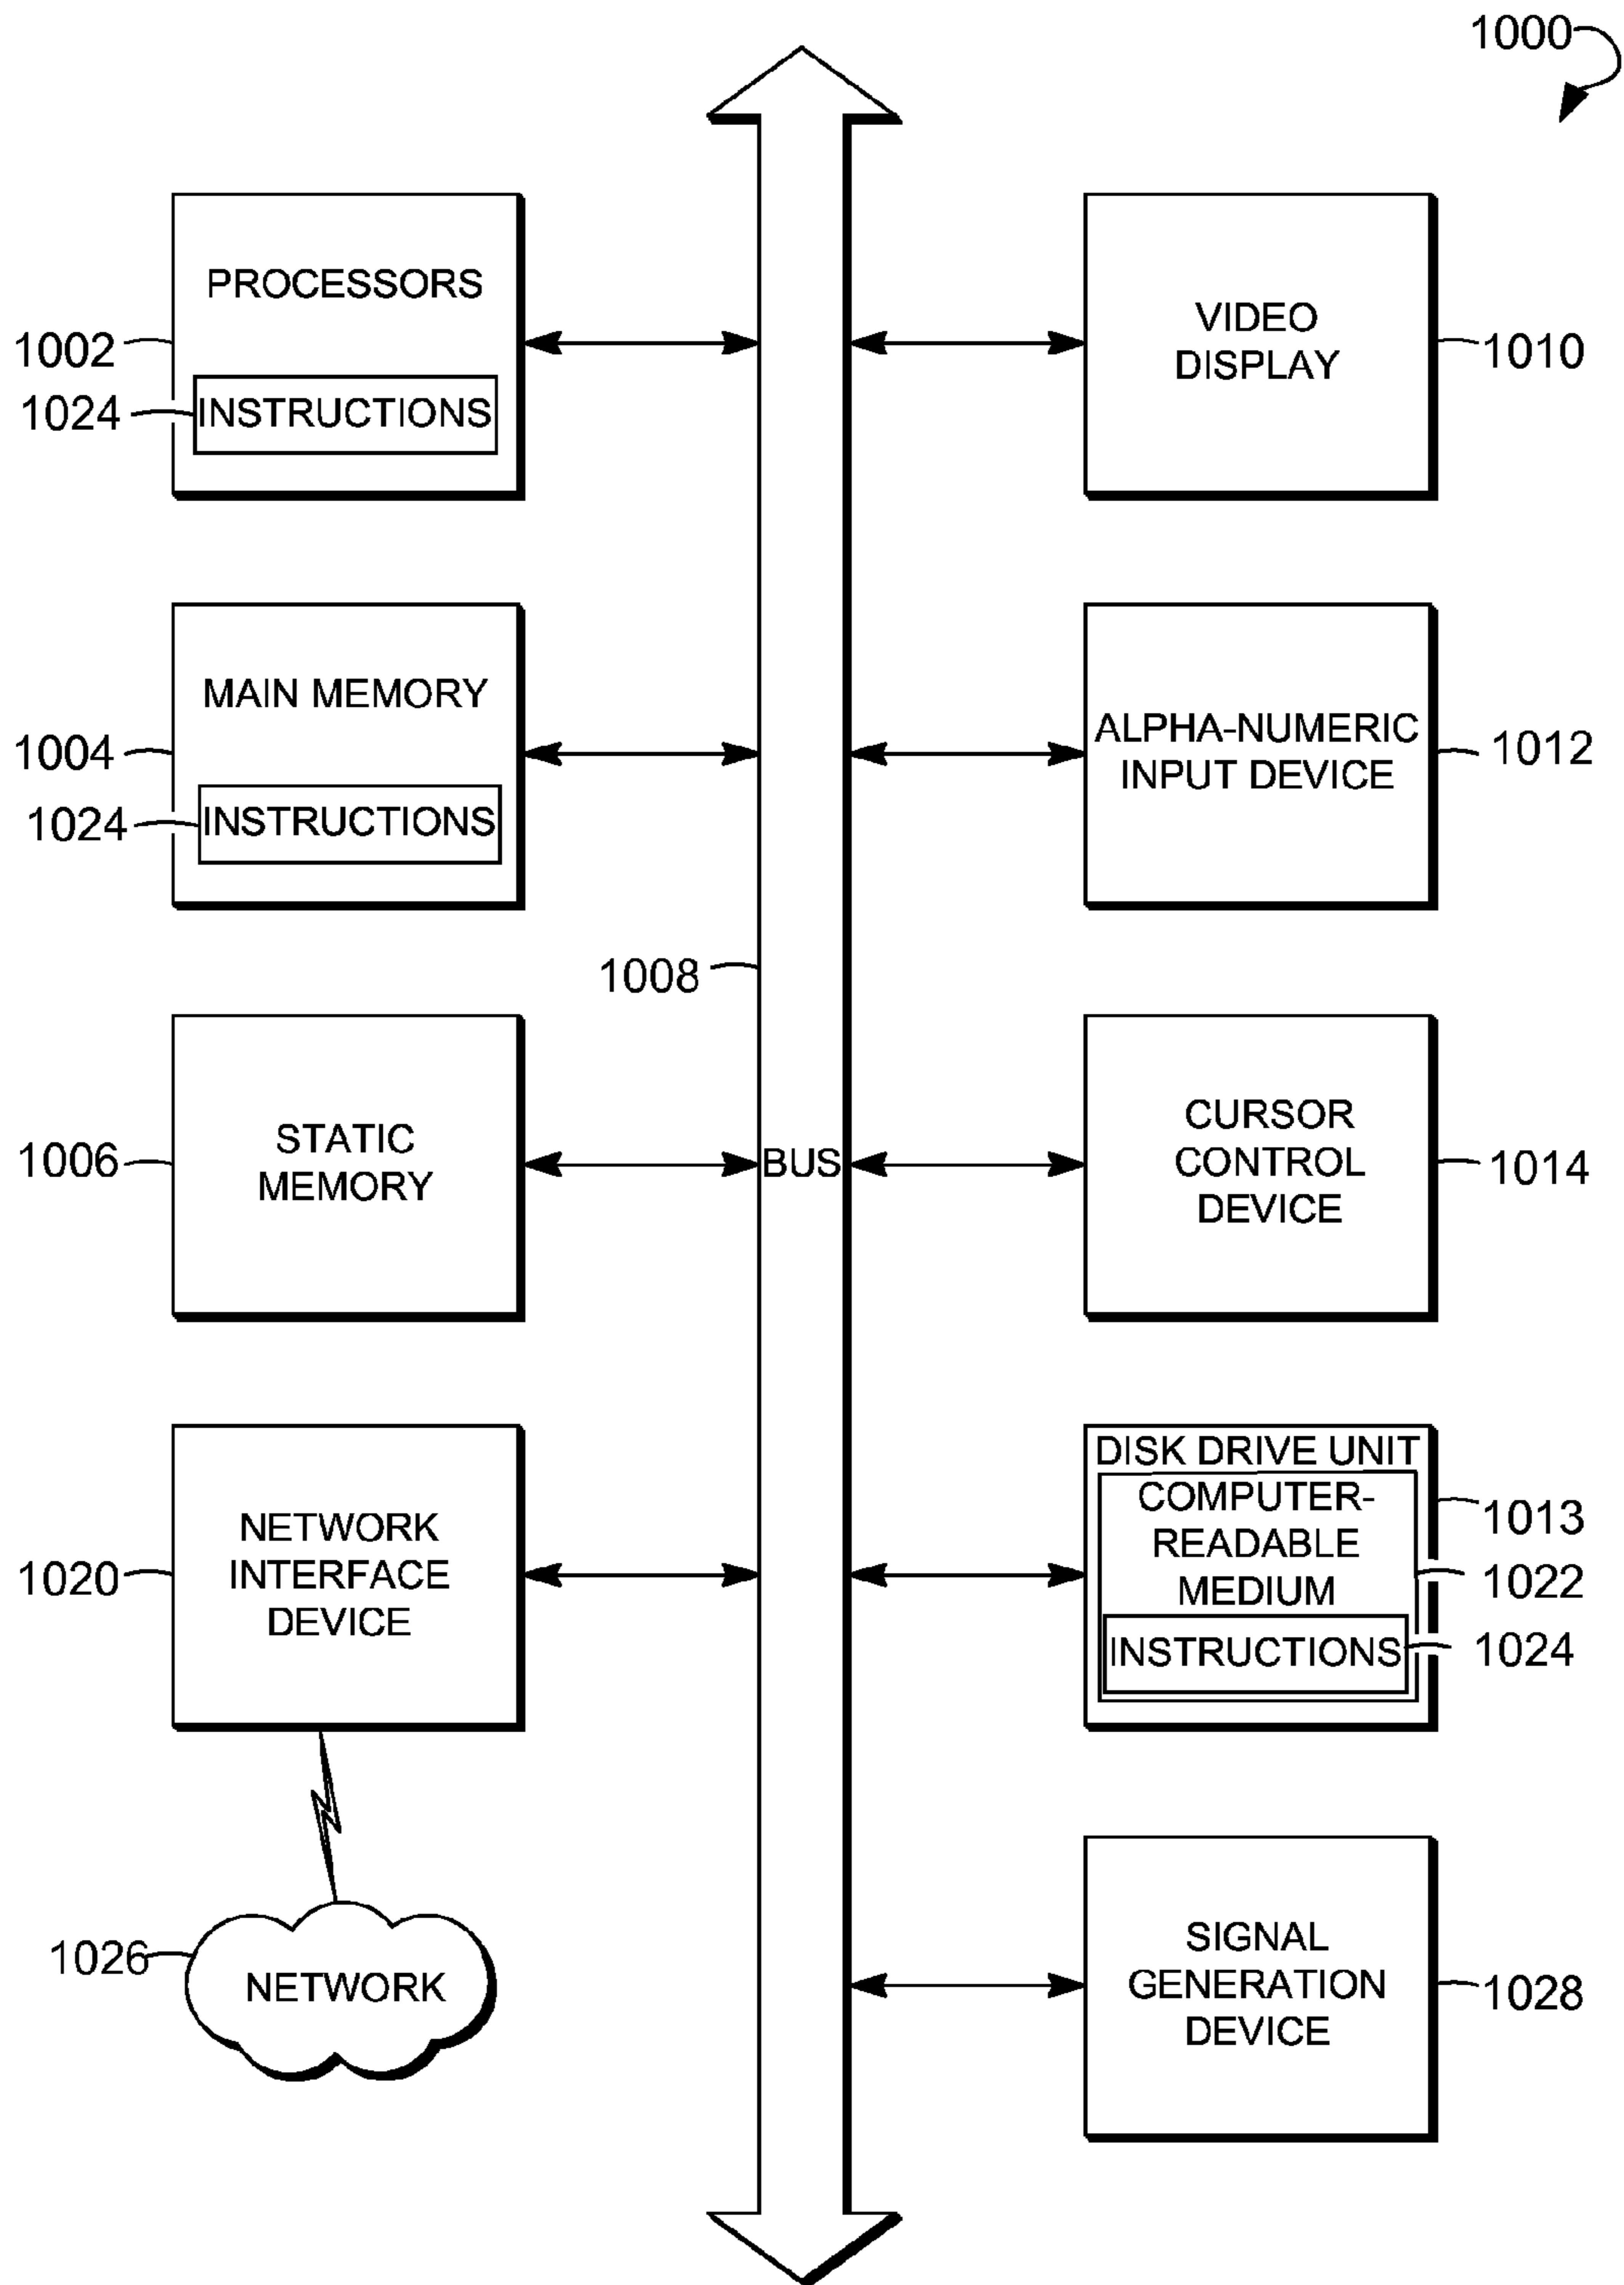 1000
PROCESSORS
1002
1024
INSTRUCTIONS
VIDEO
DISPLAY
1010
MAIN MEMORY
1004
1024
INSTRUCTIONS
ALPHA-NUMERIC
INPUT DEVICE
1012
1008
STATIC
MEMORY
1006
BUS
CURSOR
CONTROL
DEVICE
1014
NETWORK
INTERFACE
DEVICE
1020
DISK DRIVE UNIT
COMPUTER-
READABLE
MEDIUM
INSTRUCTIONS
1013
1022
1024
1026
NETWORK
SIGNAL
GENERATION
DEVICE
1028